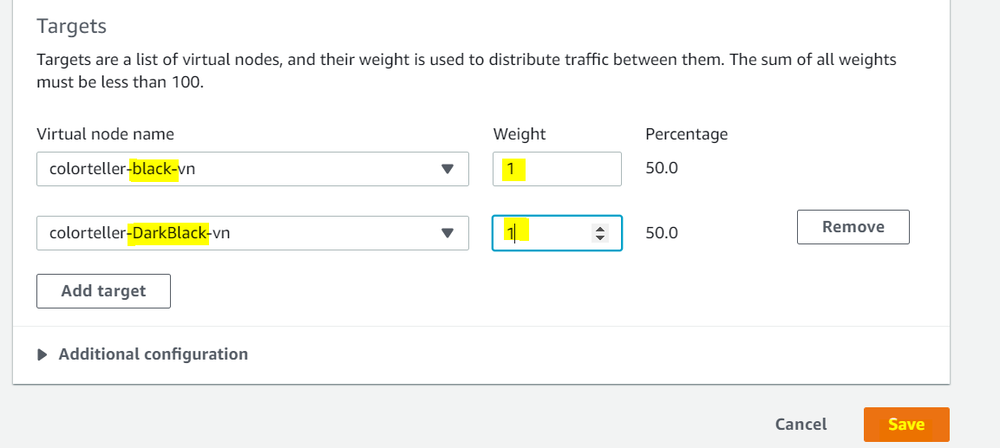 Targets
Targets are a list of virtual nodes, and their weight is used to distribute traffic between them. The sum of all weights
must be less than 100.
Virtual node name Weight Percentage
colorteller-black-vn 1 50.0
colorteller-DarkBlack-vn 1 50.0 Remove
Add target
Additional configuration
Cancel Save